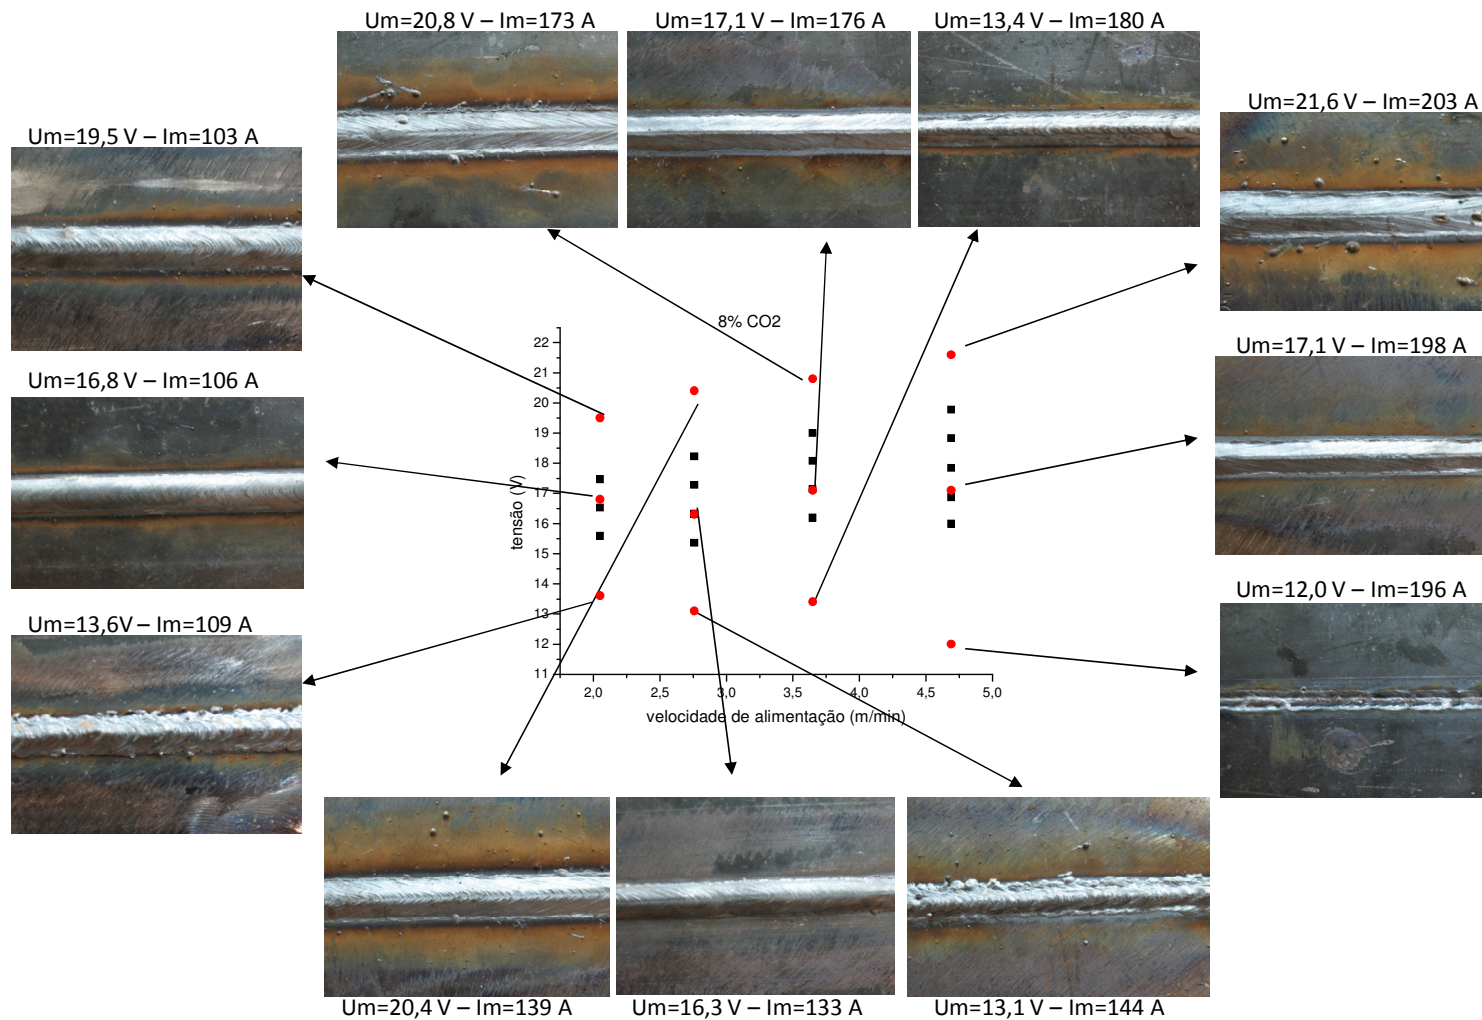 Um=20,8 V – Im=173 A
Um=17,1 V – Im=176 A
Um=13,4 V – Im=180 A
Um=21,6 V – Im=203 A
Um=19,5 V – Im=103 A
8% CO2
Um=17,1 V – Im=198 A
Um=16,8 V – Im=106 A
22
21
20
19
18
17
16
15
14
13
12
11
tensão (V)
2,0
2,5
3,0
3,5
4,0
4,5
5,0
velocidade de alimentação (m/min)
Um=12,0 V – Im=196 A
Um=13,6V – Im=109 A
Um=20,4 V – Im=139 A
Um=16,3 V – Im=133 A
Um=13,1 V – Im=144 A